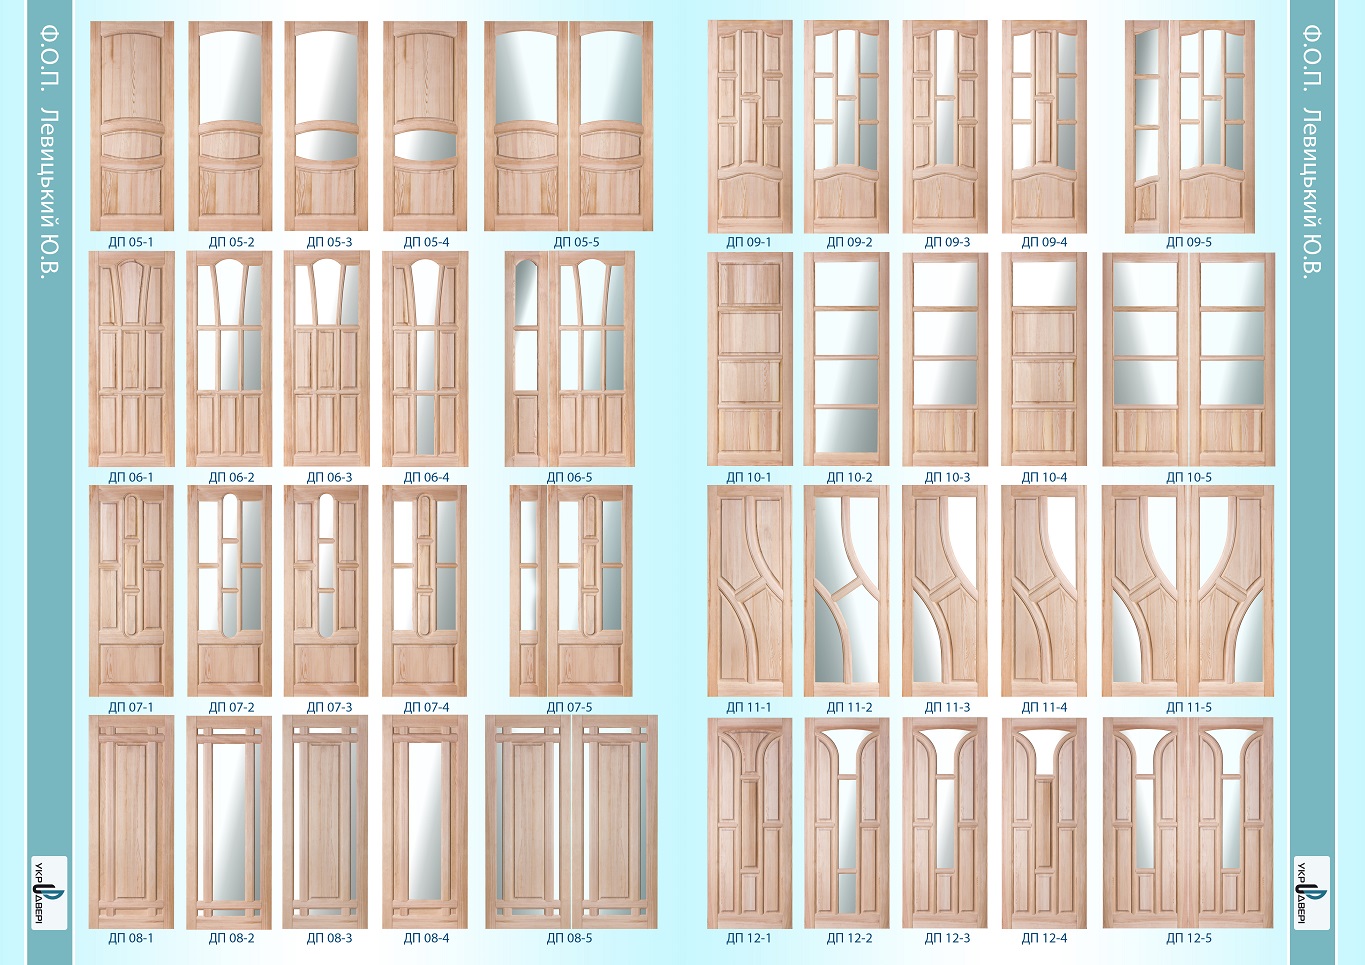 Ф.О.П. Левицький Ю.В.
ДП 05-1 ДП 05-2 ДП 05-3 ДП 05-4 ДП 05-5
ДП 06-1 ДП 06-2 ДП 06-3 ДП 06-4 ДП 06-5
ДП 07-1 ДП 07-2 ДП 07-3 ДП 07-4 ДП 07-5
ДП 08-1 ДП 08-2 ДП 08-3 ДП 08-4 ДП 08-5
УКР
ДВЕРІ
ДП 09-1 ДП 09-2 ДП 09-3 ДП 09-4 ДП 09-5
ДП 10-1 ДП 10-2 ДП 10-3 ДП 10-4 ДП 10-5
ДП 11-1 ДП 11-2 ДП 11-3 ДП 11-4 ДП 11-5
ДП 12-1 ДП 12-2 ДП 12-3 ДП 12-4 ДП 12-5
Ф.О.П. Левицький Ю.В.
УКР
ДВЕРІ